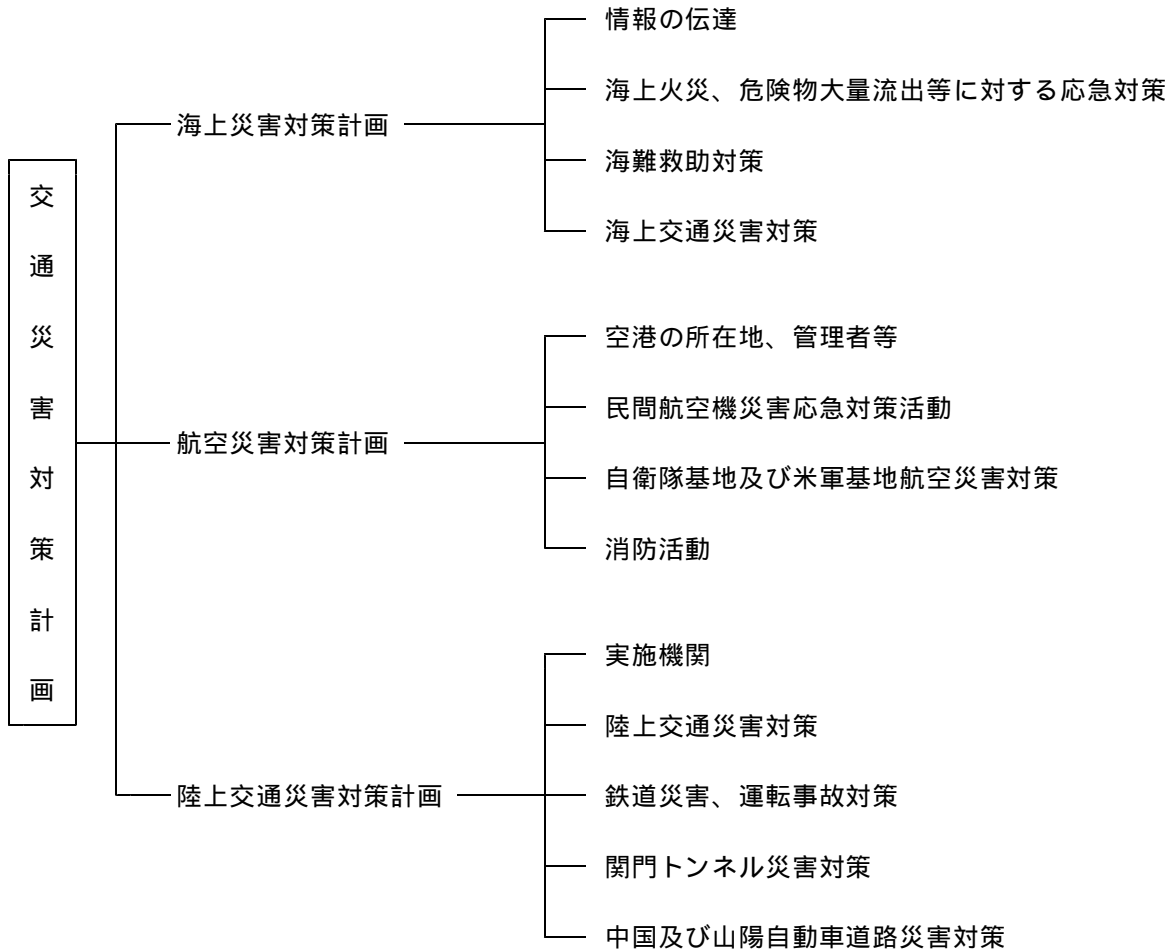 交通災害対策計画
海上災害対策計画
情報の伝達
海上火災、危険物大量流出等に対する応急対策
海難救助対策
海上交通災害対策
航空災害対策計画
空港の所在地、管理者等
民間航空機災害応急対策活動
自衛隊基地及び米軍基地航空災害対策
消防活動
陸上交通災害対策計画
実施機関
陸上交通災害対策
鉄道災害、運転事故対策
関門トンネル災害対策
中国及び山陽自動車道路災害対策